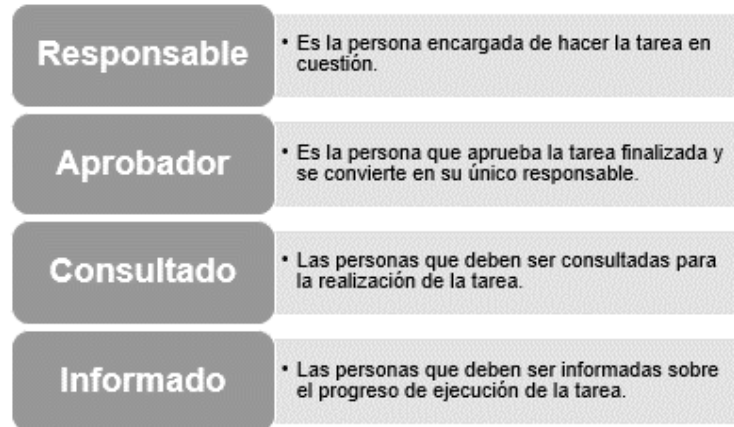 Responsable
• Es la persona encargada de hacer la tarea en
cuestión.
Aprobador
• Es la persona que aprueba la tarea finalizada y
se convierte en su único responsable.
Consultado
• Las personas que deben ser consultadas para
la realización de la tarea.
Informado
• Las personas que deben ser informadas sobre
el progreso de ejecución de la tarea.